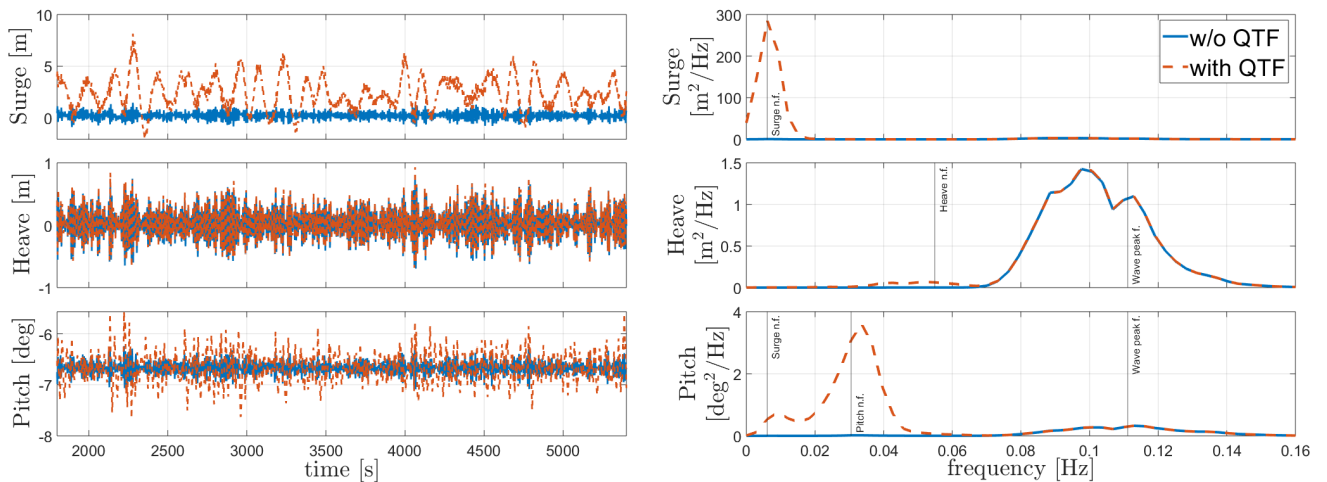 Surge [m]
10
5
0
Heave [m]
1
0
-1
Pitch [deg]
-6
-7
-8
2000 2500 3000 3500 4000 4500 5000
time [s]
Surge
[m²/Hz]
300
200
100
0
Surge n.f.
w/o QTF
with QTF
Heave
[m²/Hz]
1.5
1
0.5
0
Heave n.f.
Wave peak f.
Pitch
[deg²/Hz]
4
2
0
Surge n.f.
Pitch n.f.
Wave peak f.
0 0.02 0.04 0.06 0.08 0.1 0.12 0.14 0.16
frequency [Hz]